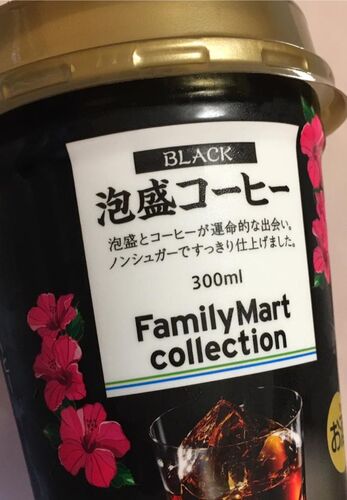 BLACK
泡盛コーヒー
泡盛とコーヒーが運命的な出会い。
ノンシュガーですっきり仕上げました。
300ml
FamilyMart
collection
お